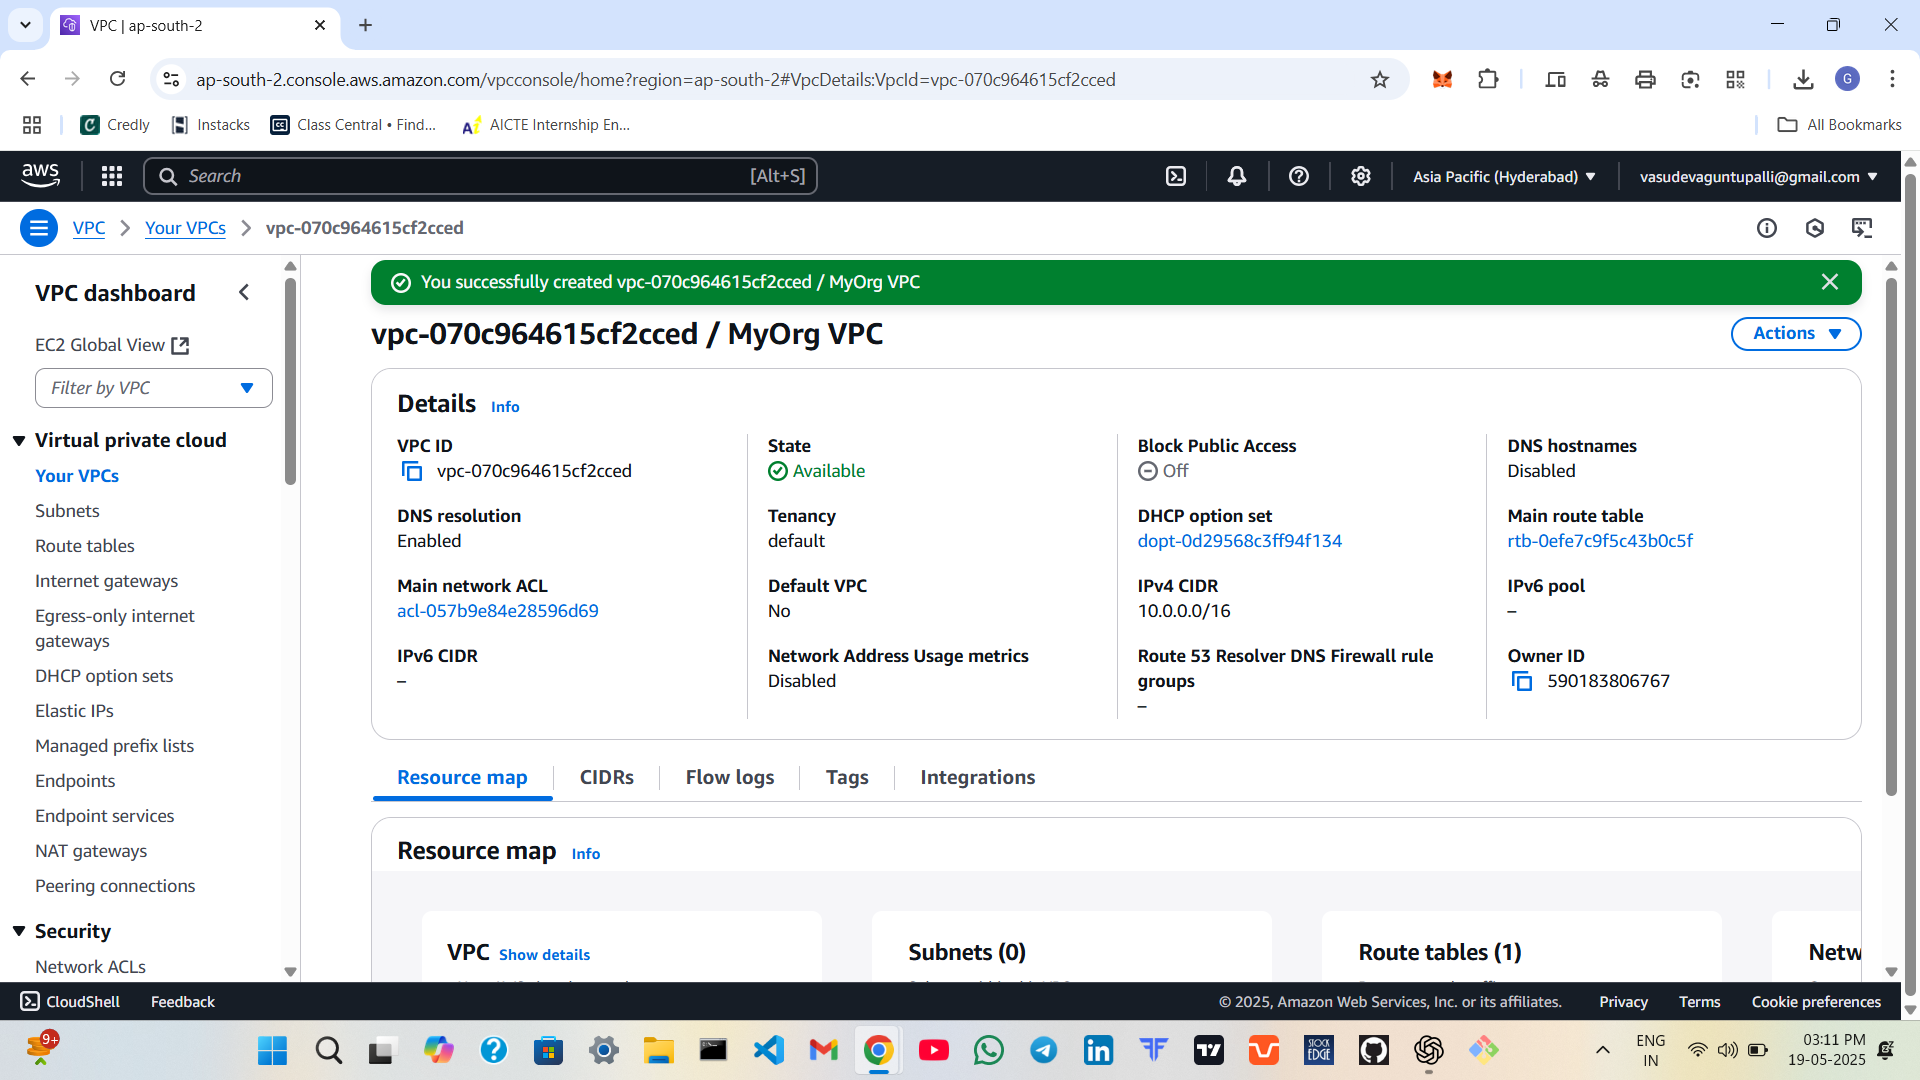 VPC | ap-south-2
ap-south-2.console.aws.amazon.com/vpcconsole/home?region=ap-south-2#VpcDetails:VpcId=vpc-070c964615cf2cced
G
Credly
Instacks
Class Central • Find...
AICTE Internship En...
All Bookmarks
aws
Search
[Alt+S]
Asia Pacific (Hyderabad)
vasudevaguntupalli@gmail.com
VPC
Your VPCs
vpc-070c964615cf2cced
VPC dashboard
EC2 Global View
Filter by VPC
Virtual private cloud
Your VPCs
Subnets
Route tables
Internet gateways
Egress-only internet
gateways
DHCP option sets
Elastic IPs
Managed prefix lists
Endpoints
Endpoint services
NAT gateways
Peering connections
Security
Network ACLs
You successfully created vpc-070c964615cf2cced / MyOrg VPC
vpc-070c964615cf2cced / MyOrg VPC
Actions
Details Info
VPC ID
vpc-070c964615cf2cced
State
Available
Block Public Access
Off
DNS hostnames
Disabled
DNS resolution
Enabled
Tenancy
default
DHCP option set
dopt-0d29568c3ff94f134
Main route table
rtb-0efe7c9f5c43b0c5f
Main network ACL
acl-057b9e84e28596d69
Default VPC
No
IPv4 CIDR
10.0.0.0/16
IPv6 pool
–
IPv6 CIDR
–
Network Address Usage metrics
Disabled
Route 53 Resolver DNS Firewall rule
groups
–
Owner ID
590183806767
Resource map
CIDRs
Flow logs
Tags
Integrations
Resource map Info
VPC Show details
Subnets (0)
Route tables (1)
Netw
CloudShell
Feedback
© 2025, Amazon Web Services, Inc. or its affiliates.
Privacy
Terms
Cookie preferences
9+
STOCK
EDGE
ENG
IN
03:11 PM
19-05-2025